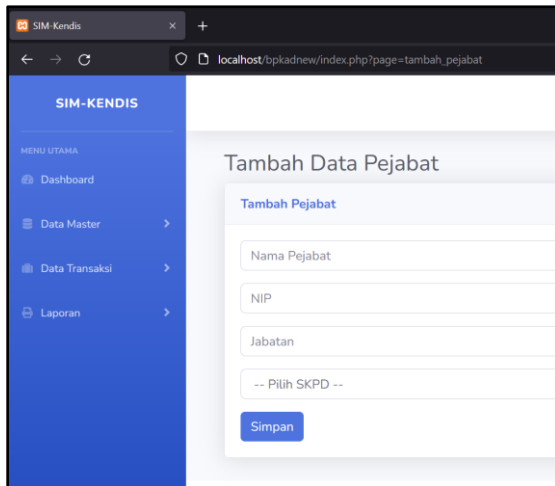 SIM-Kendis
localhost/bpkadnew/index.php?page=tambah_pejabat
SIM-KENDIS
MENU UTAMA
Dashboard
Data Master
Data Transaksi
Laporan
Tambah Data Pejabat
Tambah Pejabat
Nama Pejabat
NIP
Jabatan
-- Pilih SKPD --
Simpan